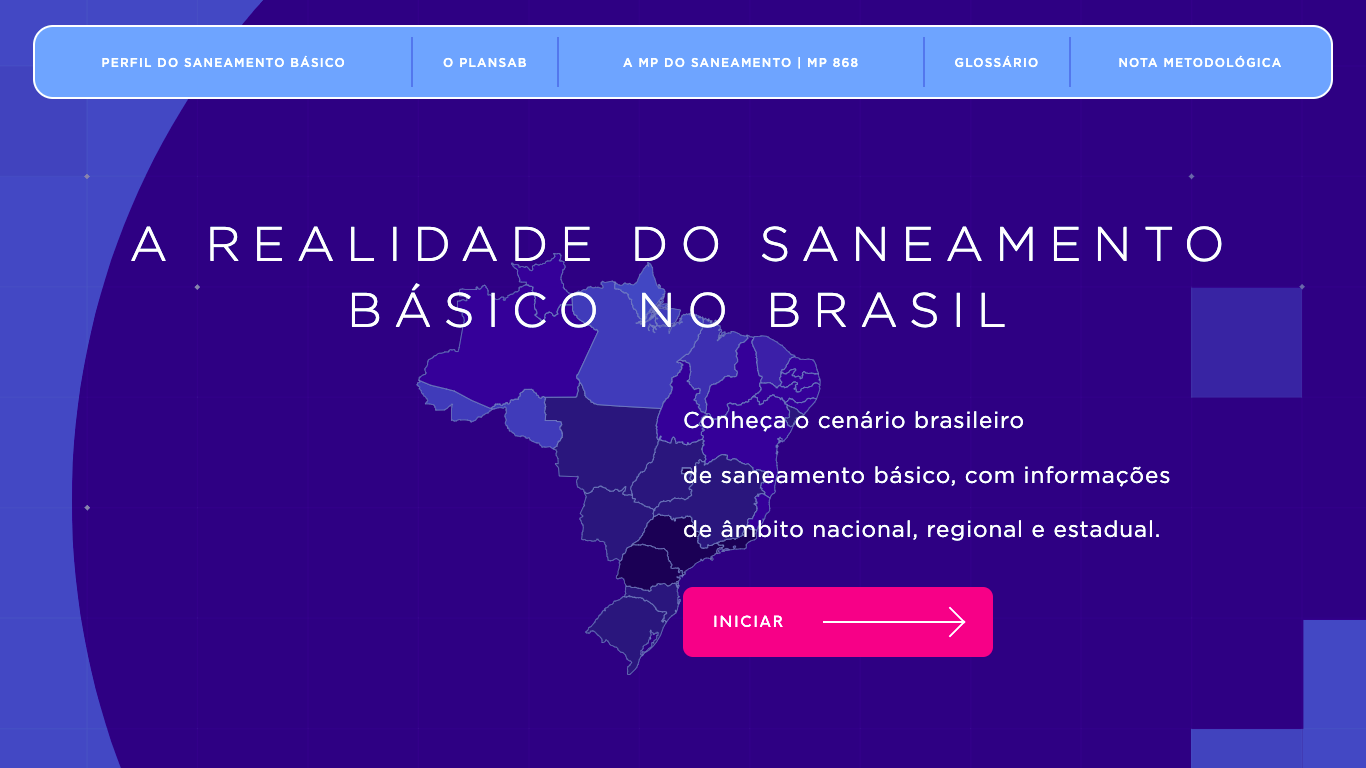 PERFIL DO SANEAMENTO BÁSICO
O PLANSAB
A MP DO SANEAMENTO | MP 868
GLOSSÁRIO
NOTA METODOLÓGICA
A REALIDADE DO SANEAMENTO
BÁSICO NO BRASIL
Conheça o cenário brasileiro
de saneamento básico, com informações
de âmbito nacional, regional e estadual.
INICIAR